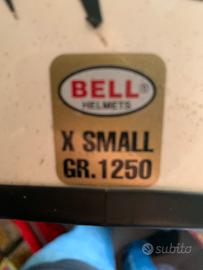 BELL®
HELMETS
X SMALL
GR.1250
subito